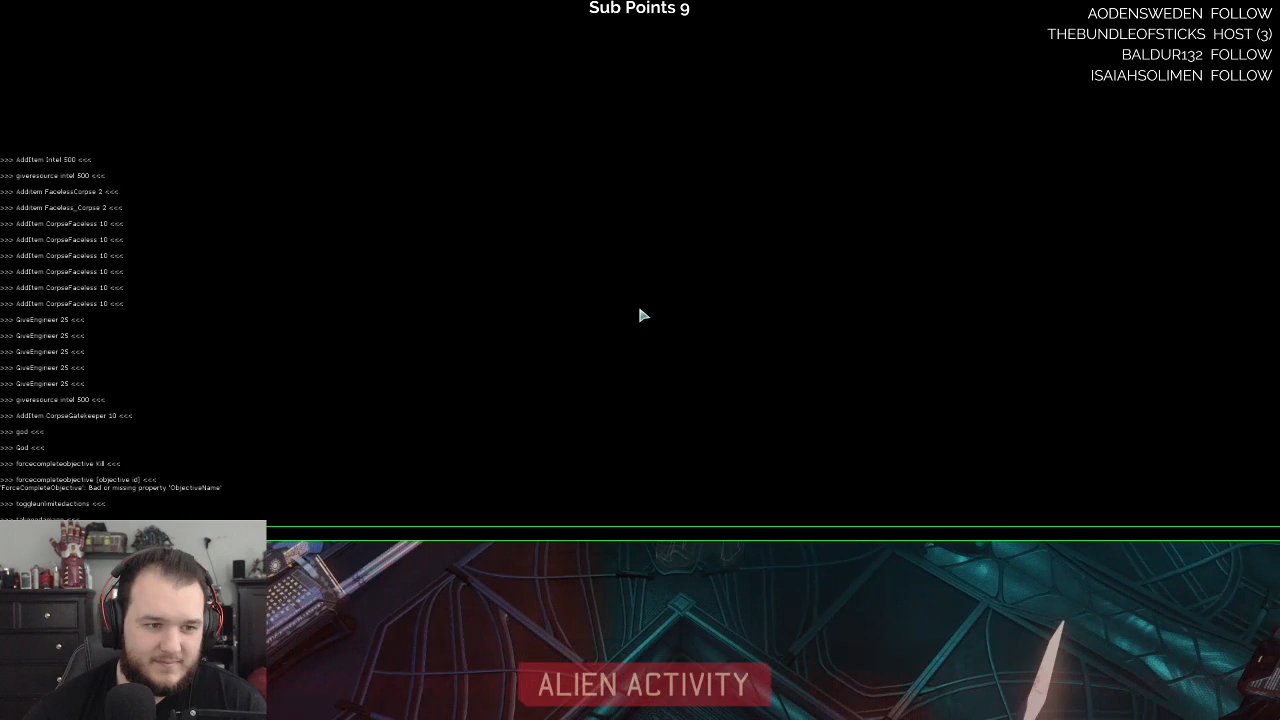 Sub Points 9
AODENSWEDEN FOLLOW
THEBUNDLEOFSTICKS HOST (3)
BALDUR132 FOLLOW
ISAIAHSOLIMEN FOLLOW
>>> AddItem Intel 500 <<<
>>> giveresource intel 500 <<<
>>> Additem FacelessCorpse 2 <<<
>>> Additem Faceless_Corpse 2 <<<
>>> AddItem CorpseFaceless 10 <<<
>>> AddItem CorpseFaceless 10 <<<
>>> AddItem CorpseFaceless 10 <<<
>>> AddItem CorpseFaceless 10 <<<
>>> AddItem CorpseFaceless 10 <<<
>>> AddItem CorpseFaceless 10 <<<
>>> GiveEngineer 25 <<<
>>> GiveEngineer 25 <<<
>>> GiveEngineer 25 <<<
>>> GiveEngineer 25 <<<
>>> GiveEngineer 25 <<<
>>> giveresource intel 500 <<<
>>> AddItem CorpseGatekeeper 10 <<<
>>> god <<<
>>> God <<<
>>> forcecompleteobjective Kill <<<
>>> forcecompleteobjective [objective id] <<<
'ForceCompleteObjective': Bad or missing property 'ObjectiveName'
>>> toggleunlimitedactions <<<
ALIEN ACTIVITY